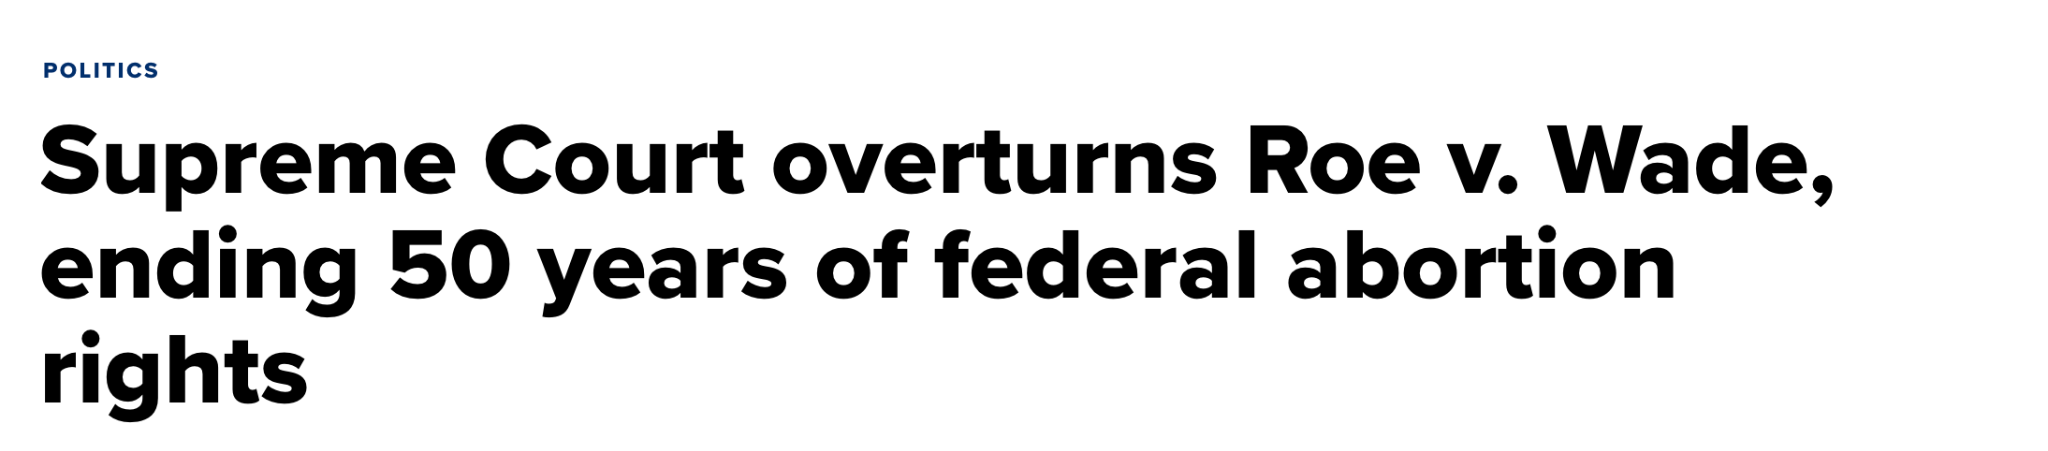 POLITICS
Supreme Court overturns Roe v. Wade,
ending 50 years of federal abortion
rights